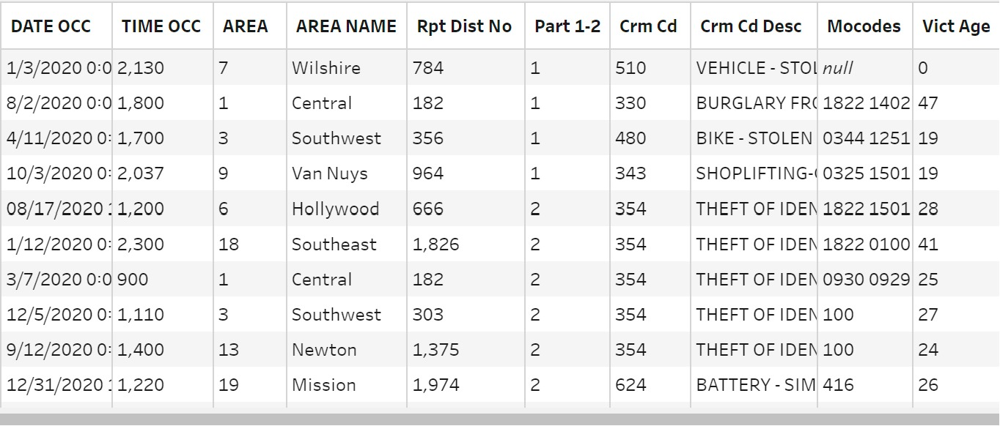 DATE OCC TIME OCC AREA AREA NAME Rpt Dist No Part 1-2 Crm Cd Crm Cd Desc Mocodes Vict Age
1/3/2020 0:0 2,130 7 Wilshire 784 1 510 VEHICLE - STOL null 0
8/2/2020 0:0 1,800 1 Central 182 1 330 BURGLARY FRO 1822 1402 47
4/11/2020 0: 1,700 3 Southwest 356 1 480 BIKE - STOLEN 0344 1251 19
10/3/2020 0: 2,037 9 Van Nuys 964 1 343 SHOPLIFTING- 0325 1501 19
08/17/2020 1,200 6 Hollywood 666 2 354 THEFT OF IDEN 1822 1501 28
1/12/2020 0: 2,300 18 Southeast 1,826 2 354 THEFT OF IDEN 1822 0100 41
3/7/2020 0:0 900 1 Central 182 2 354 THEFT OF IDEN 0930 0929 25
12/5/2020 0: 1,110 3 Southwest 303 2 354 THEFT OF IDEN 100 27
9/12/2020 0: 1,400 13 Newton 1,375 2 354 THEFT OF IDEN 100 24
12/31/2020 1,220 19 Mission 1,974 2 624 BATTERY - SIM 416 26